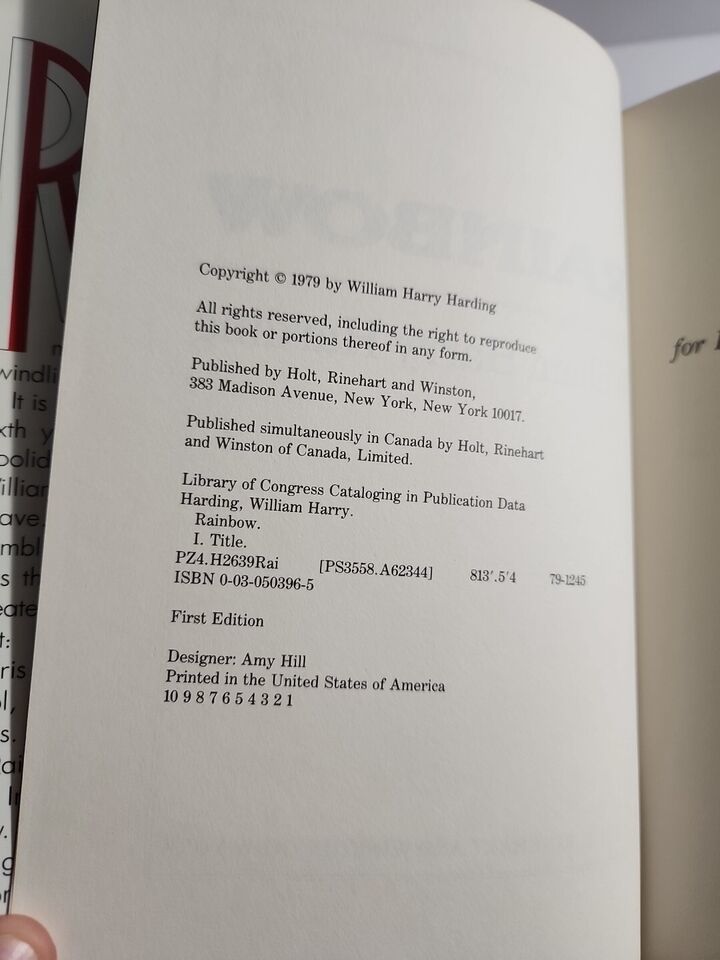 Copyright © 1979 by William Harry Harding
All rights reserved, including the right to reproduce
this book or portions thereof in any form.
Published by Holt, Rinehart and Winston,
383 Madison Avenue, New York, New York 10017.
Published simultaneously in Canada by Holt, Rinehart
and Winston of Canada, Limited.
Library of Congress Cataloging in Publication Data
Harding, William Harry.
Rainbow.
I. Title.
PZ4.H2639Rai [PS3558.A62344] 813'.5'4 79-1245
ISBN 0-03-050396-5
First Edition
Designer: Amy Hill
Printed in the United States of America
10 9 8 7 6 5 4 3 2 1
for